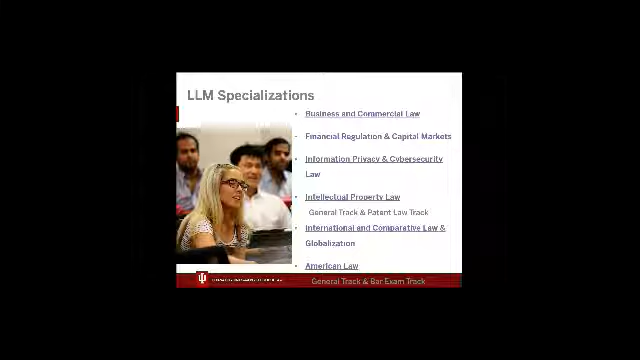 LLM Specializations
Business and Commercial Law
Financial Regulation & Capital Markets
Information Privacy & Cybersecurity
Law
Intellectual Property Law
General Track & Patent Law Track
International and Comparative Law &
Globalization
American Law
General Track & Bar Exam Track